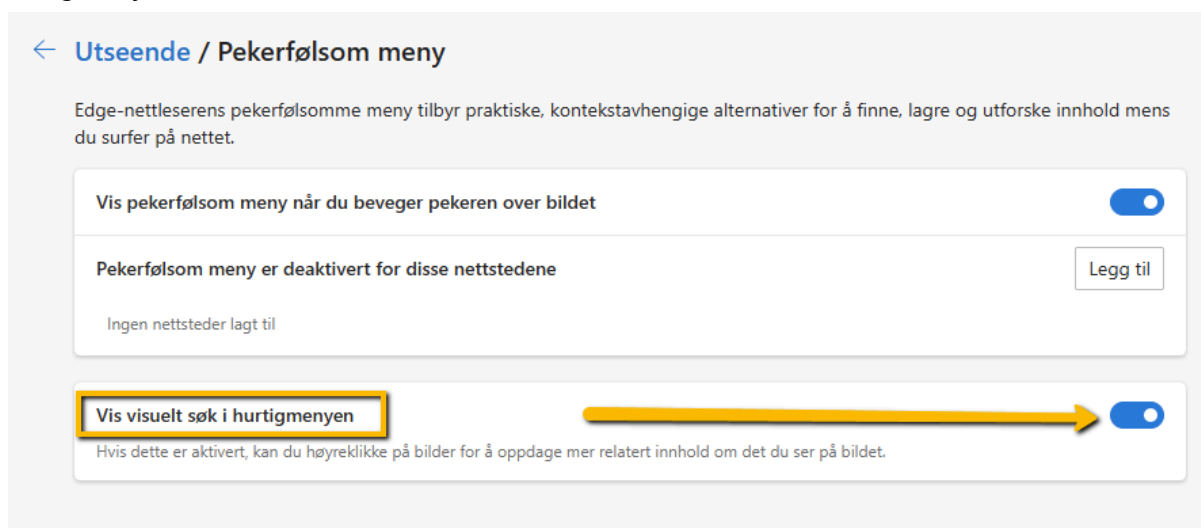 Utseende / Pekerfølsom meny
Edge-nettleserens pekerfølsomme meny tilbyr praktiske, kontekstavhengige alternativer for å finne, lagre og utforske innhold mens
du surfer på nettet.
Vis pekerfølsom meny når du beveger pekeren over bildet
Pekerfølsom meny er deaktivert for disse nettstedene
Legg til
Ingen nettsteder lagt til
Vis visuelt søk i hurtigmenyen
Hvis dette er aktivert, kan du høyreklikke på bilder for å oppdage mer relatert innhold om det du ser på bildet.